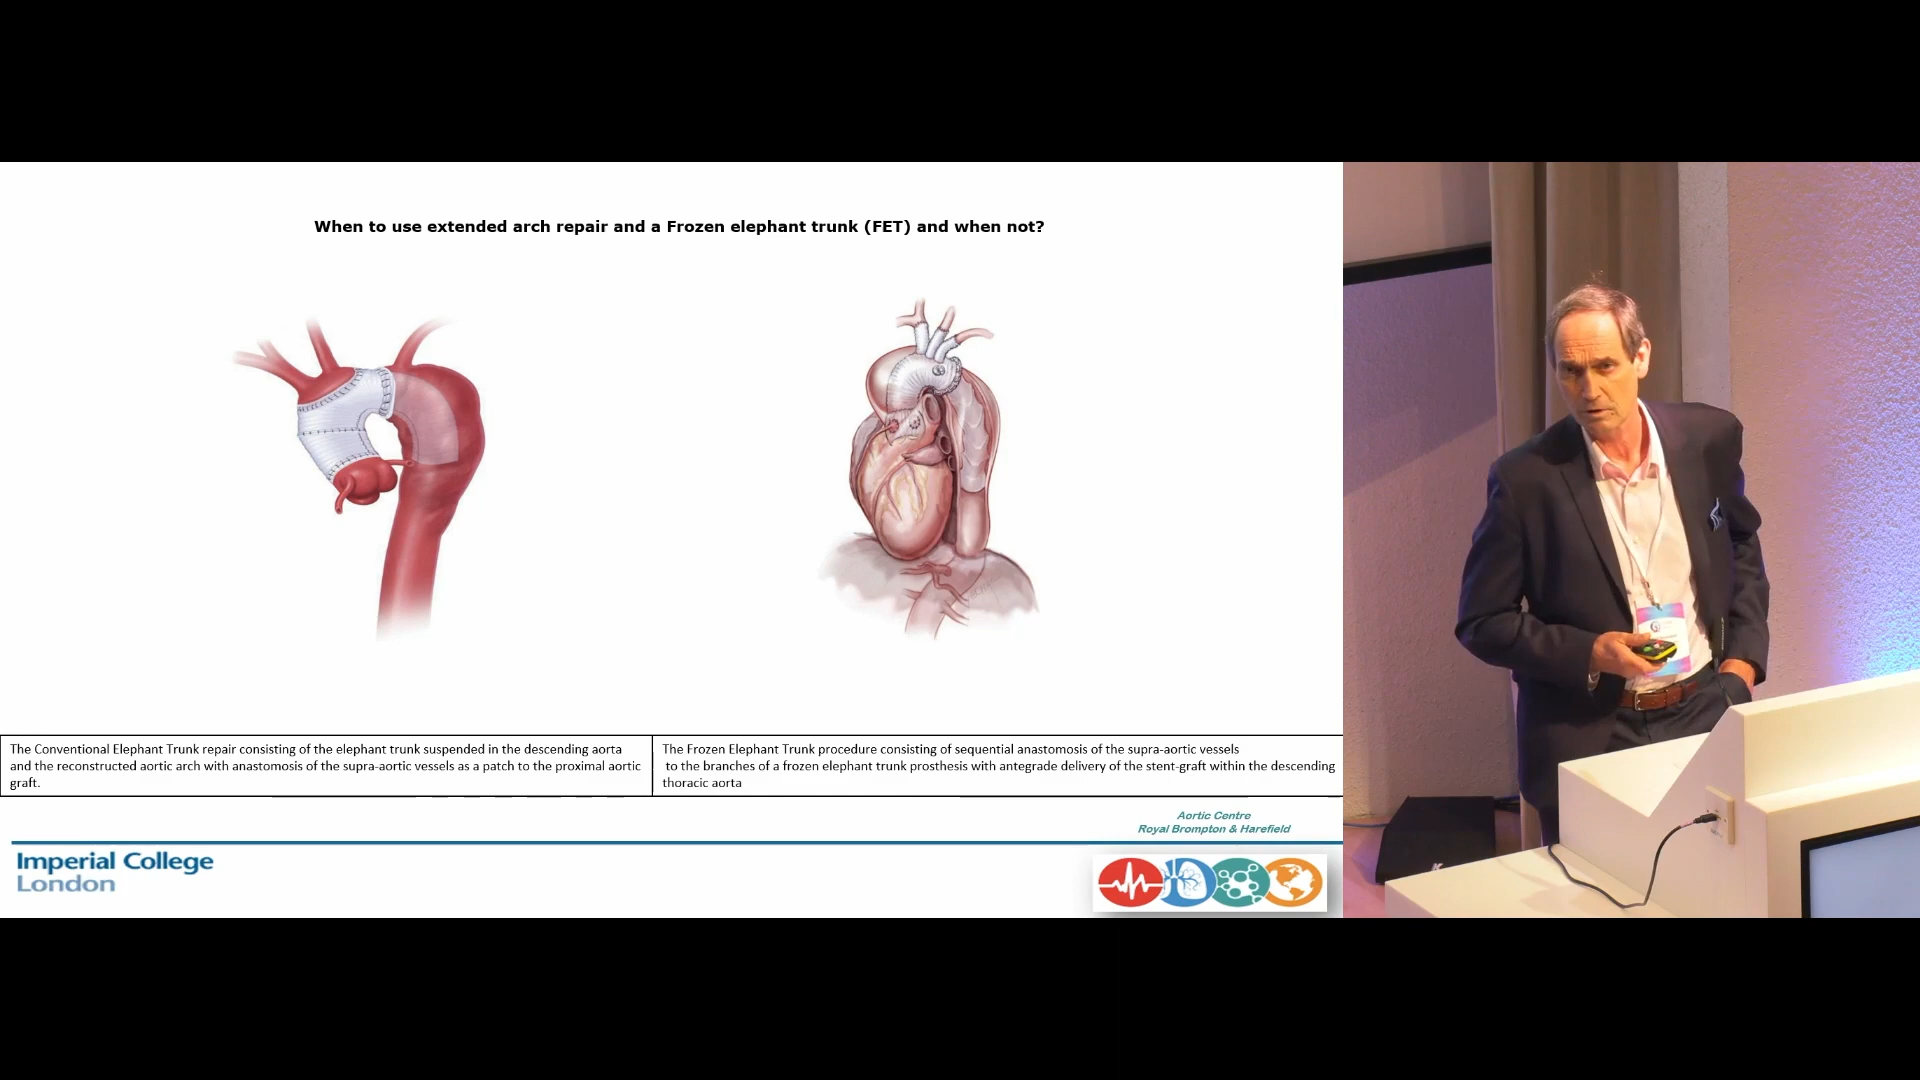 When to use extended arch repair and a Frozen elephant trunk (FET) and when not?
The Conventional Elephant Trunk repair consisting of the elephant trunk suspended in the descending aorta
and the reconstructed aortic arch with anastomosis of the supra-aortic vessels as a patch to the proximal aortic
graft.
The Frozen Elephant Trunk procedure consisting of sequential anastomosis of the supra-aortic vessels
to the branches of a frozen elephant trunk prosthesis with antegrade delivery of the stent-graft within the descending
thoracic aorta
Aortic Centre
Royal Brompton & Harefield
Imperial College
London